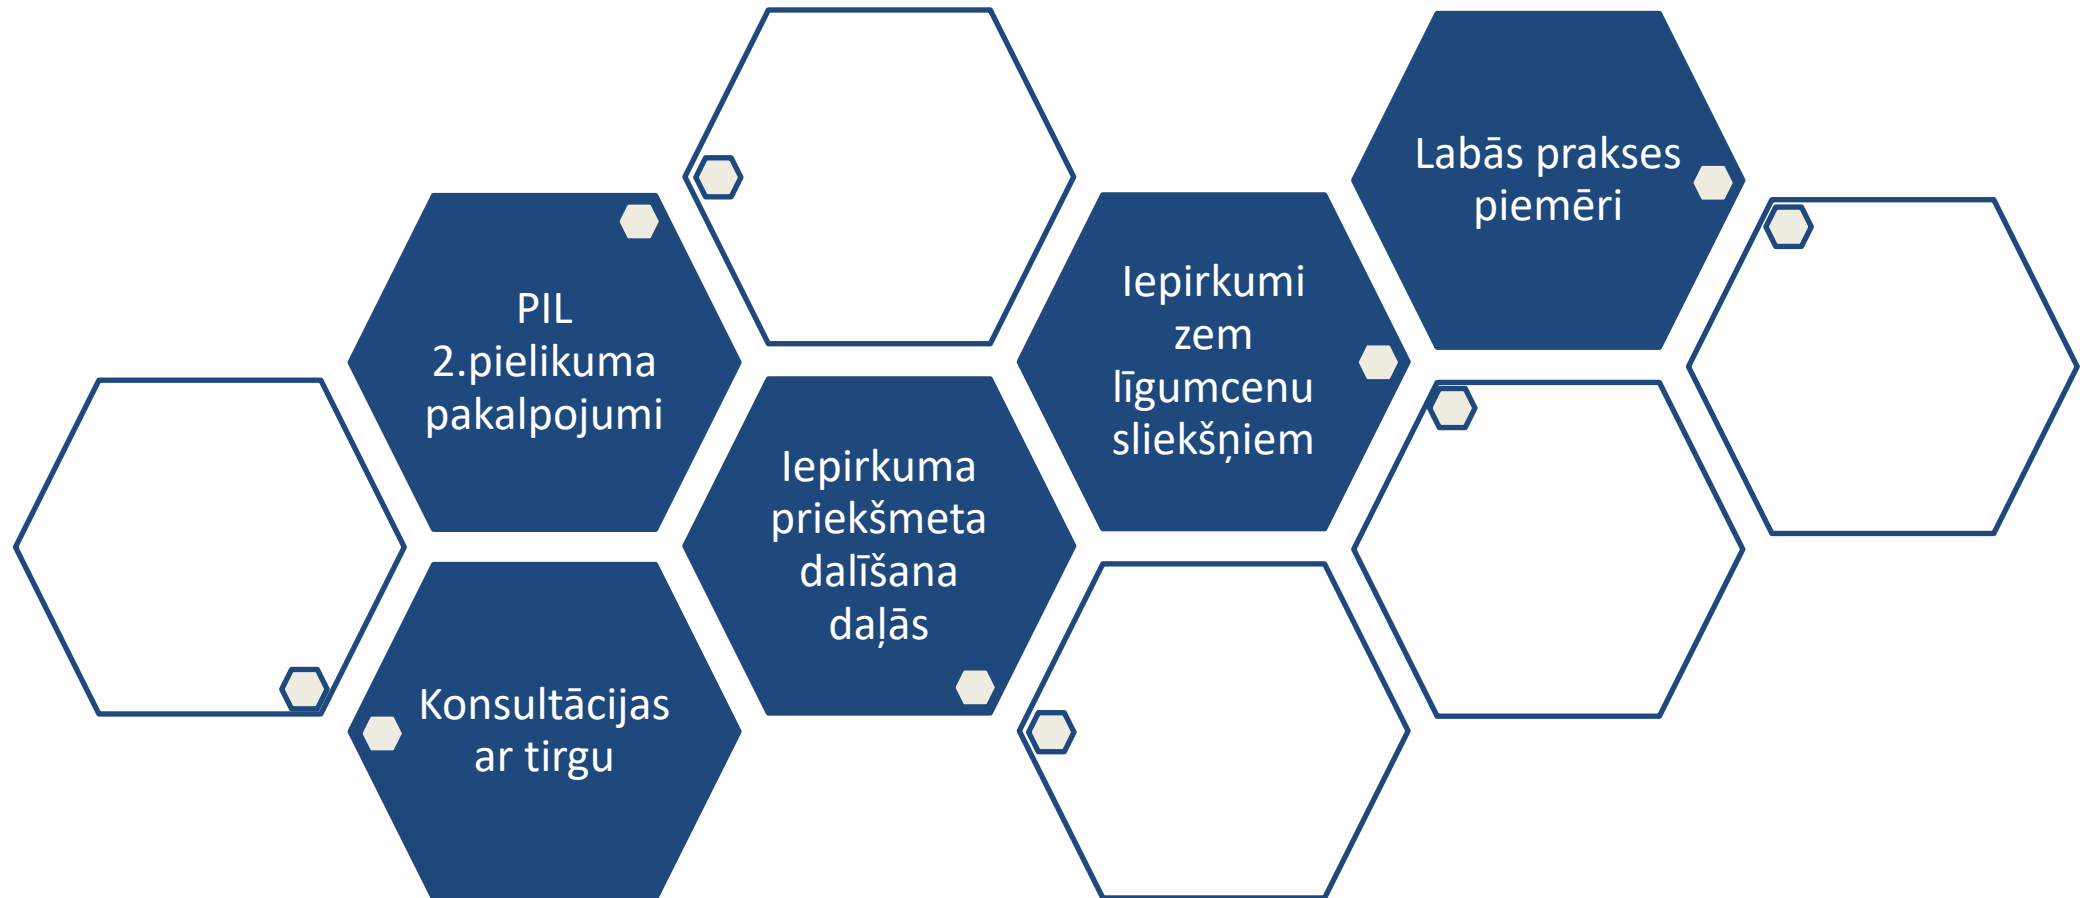 PIL
2.pielikuma
pakalpojumi
Konsultācijas
ar tirgu
Iepirkuma
priekšmeta
dalīšana
daļās
Iepirkumi
zem
līgumcenu
sliekšņiem
Labās prakses
piemēri